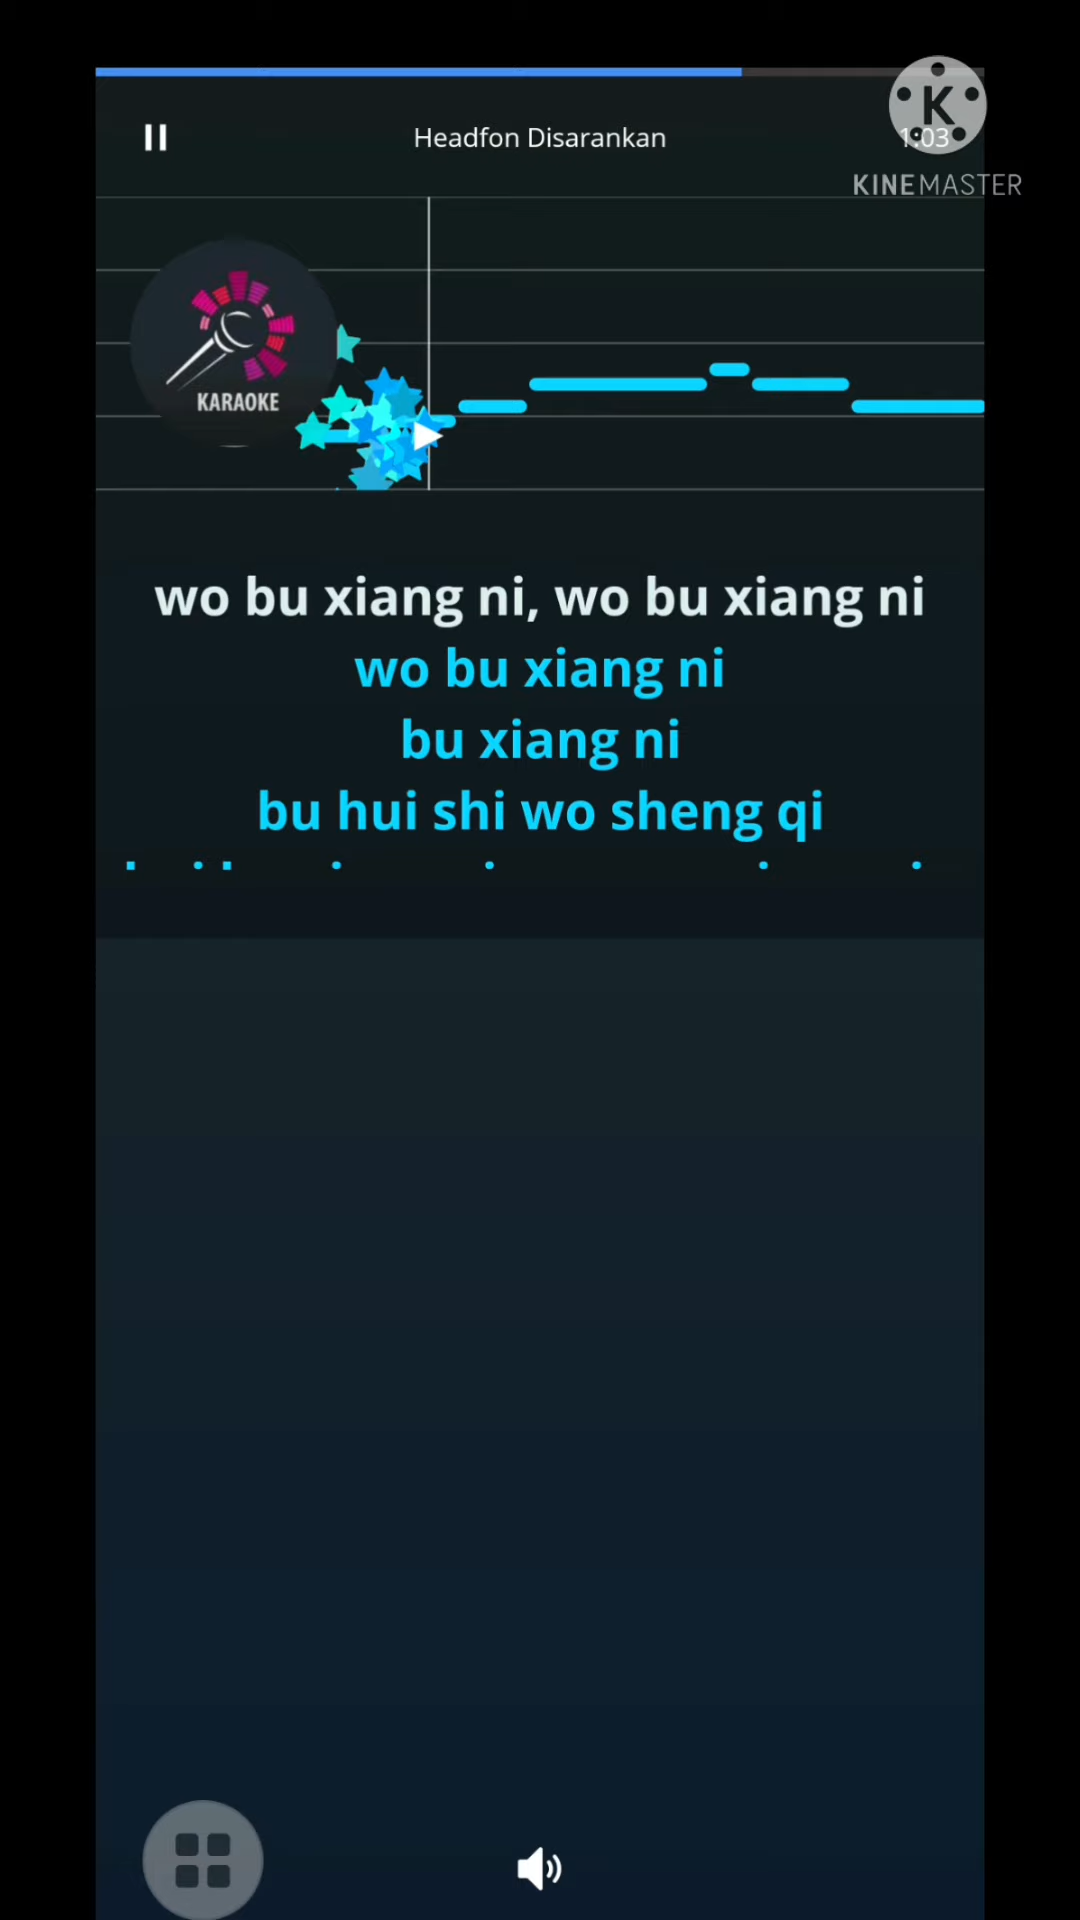 Headfon Disarankan
1:03
KINEMASTER
KARAOKE
wo bu xiang ni, wo bu xiang ni
wo bu xiang ni
bu xiang ni
bu hui shi wo sheng qi